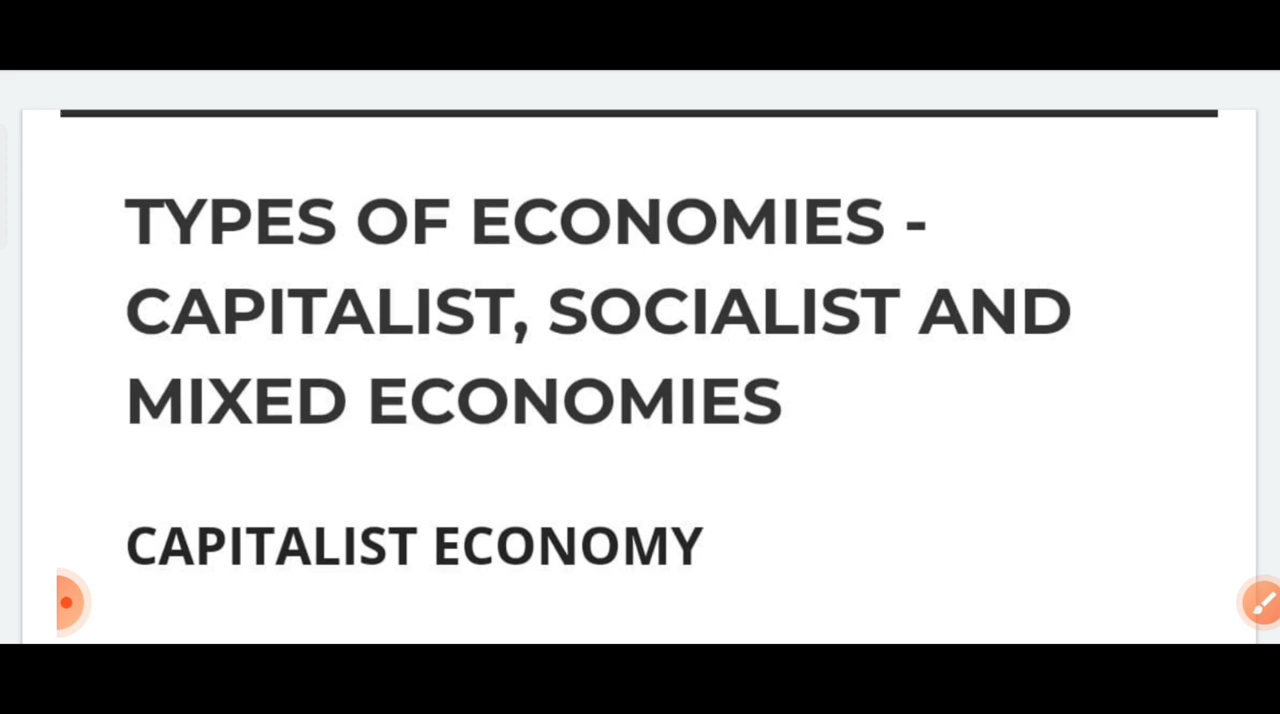 TYPES OF ECONOMIES -
CAPITALIST, SOCIALIST AND
MIXED ECONOMIES
CAPITALIST ECONOMY